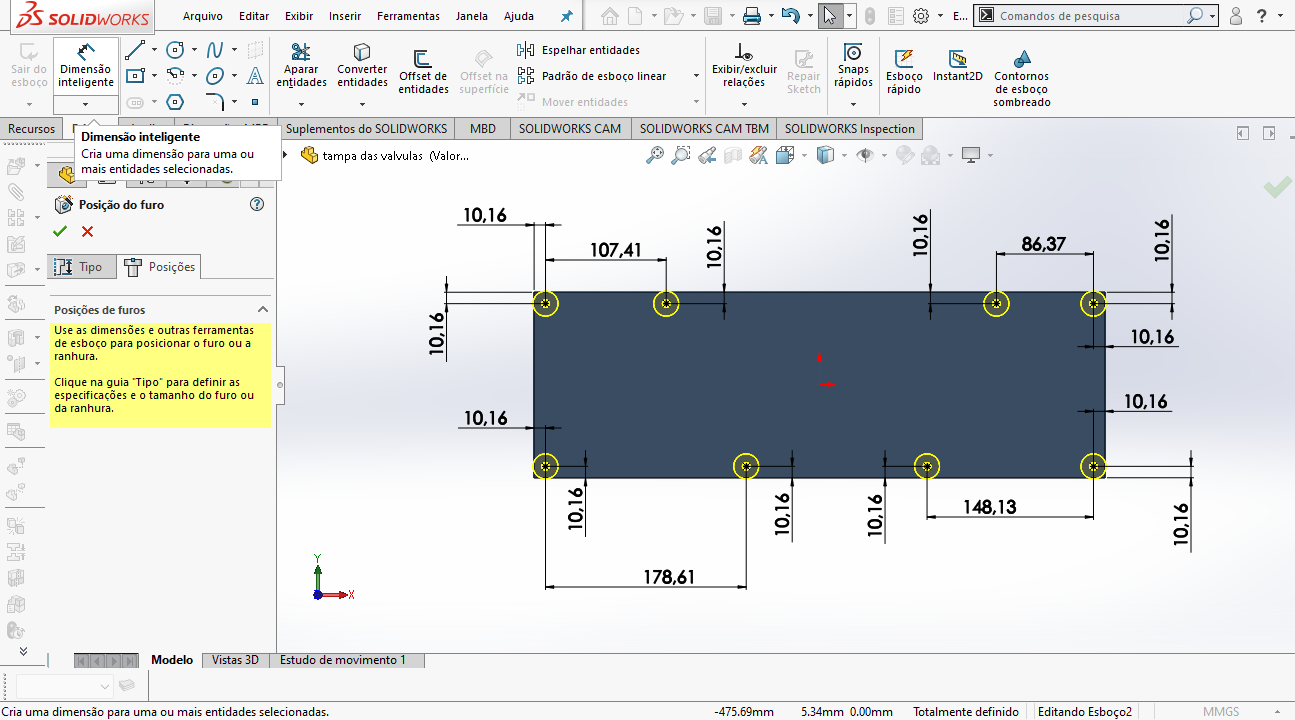 SOLIDWORKS
Arquivo Editar Exibir Inserir Ferramentas Janela Ajuda
E...
Comandos de pesquisa
?
Sair do esboço
Dimensão inteligente
Aparar entidades
Converter entidades
Offset de entidades
Offset na superfície
Espelhar entidades
Padrão de esboço linear
Mover entidades
Exibir/excluir relações
Repair Sketch
Snaps rápidos
Esboço rápido
Instant2D
Contornos de esboço sombreado
Recursos
Suplementos do SOLIDWORKS
MBD
SOLIDWORKS CAM
SOLIDWORKS CAM TBM
SOLIDWORKS Inspection
Dimensão inteligente
Cria uma dimensão para uma ou
mais entidades selecionadas.
tampa das valvulas (Valor...
Posição do furo
?
Tipo
Posições
Posições de furos
Use as dimensões e outras ferramentas
de esboço para posicionar o furo ou a
ranhura.
Clique na guia "Tipo" para definir as
especificações e o tamanho do furo ou
da ranhura.
10,16
107,41
10,16
10,16
86,37
10,16
10,16
10,16
10,16
10,16
10,16
10,16
10,16
148,13
10,16
178,61
Y
X
Modelo
Vistas 3D
Estudo de movimento 1
Cria uma dimensão para uma ou mais entidades selecionadas.
-475.69mm
5.34mm
0.00mm
Totalmente definido
Editando Esboço2
MMGS